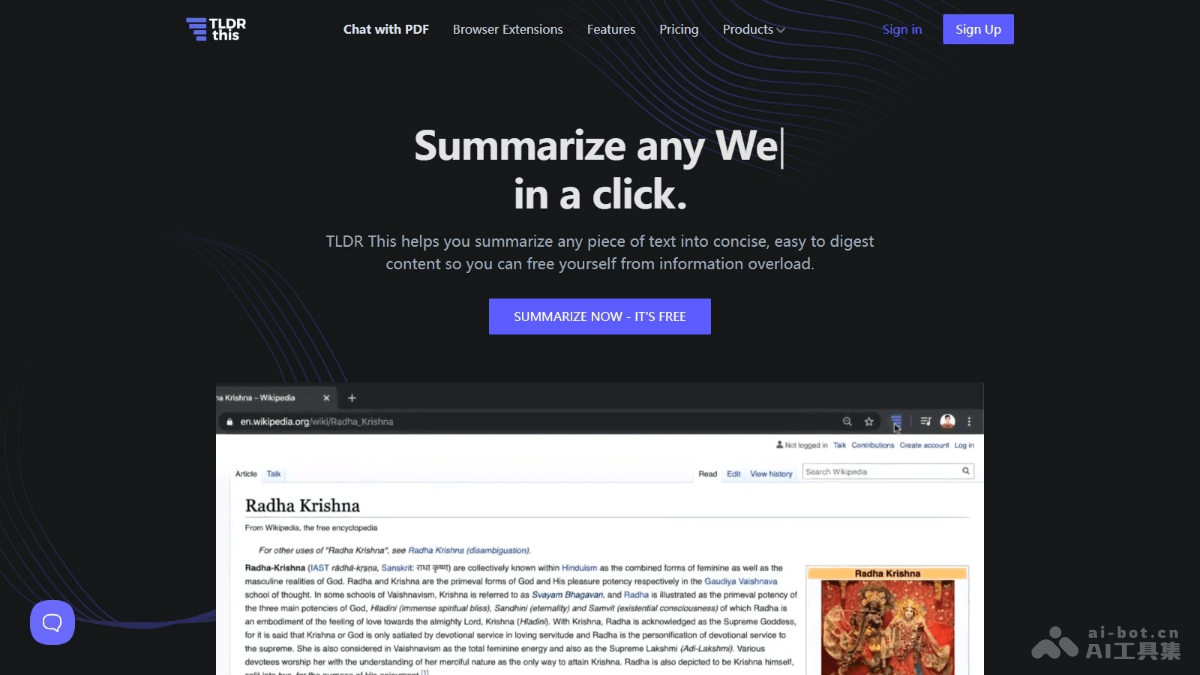 TLDR
this
Chat with PDF
Browser Extensions
Features
Pricing
Products
Sign in
Sign Up
Summarize any We
in a click.
TLDR This helps you summarize any piece of text into concise, easy to digest
content so you can free yourself from information overload.
SUMMARIZE NOW - IT'S FREE
na Krishna – Wikipedia
en.wikipedia.org/wiki/Radha_Krishna
Not logged in Talk Contributions Create account Log in
Article Talk
Read Edit View history Search Wikipedia
Radha Krishna
From Wikipedia, the free encyclopedia
For other uses of "Radha Krishna", see Radha Krishna (disambiguation).
Radha-Krishna (IAST rādhā-kṛṣṇa, Sanskrit: राधा कृष्ण) are collectively known within Hinduism as the combined forms of feminine as well as the
masculine realities of God. Radha and Krishna are the primeval forms of God and His pleasure potency respectively in the Gaudiya Vaishnava
school of thought. In some schools of Vaishnavism, Krishna is referred to as Svayam Bhagavan, and Radha is illustrated as the primeval potency of
the three main potencies of God, Hladini (immense spiritual bliss), Sandhini (eternality) and Samvit (existential consciousness) of which Radha is
an embodiment of the feeling of love towards the almighty Lord, Krishna (Hladini). With Krishna, Radha is acknowledged as the Supreme Goddess,
for it is said that Krishna or God is only satiated by devotional service in loving servitude and Radha is the personification of devotional service to
the supreme. She is also considered in Vaishnavism as the total feminine energy and also as the Supreme Lakshmi (Adi-Lakshmi). Various
devotees worship her with the understanding of her merciful nature as the only way to attain Krishna. Radha is also depicted to be Krishna himself,
split into two, for the purpose of His enjoyment.[1]
Radha Krishna
ai-bot.cn
AI工具集